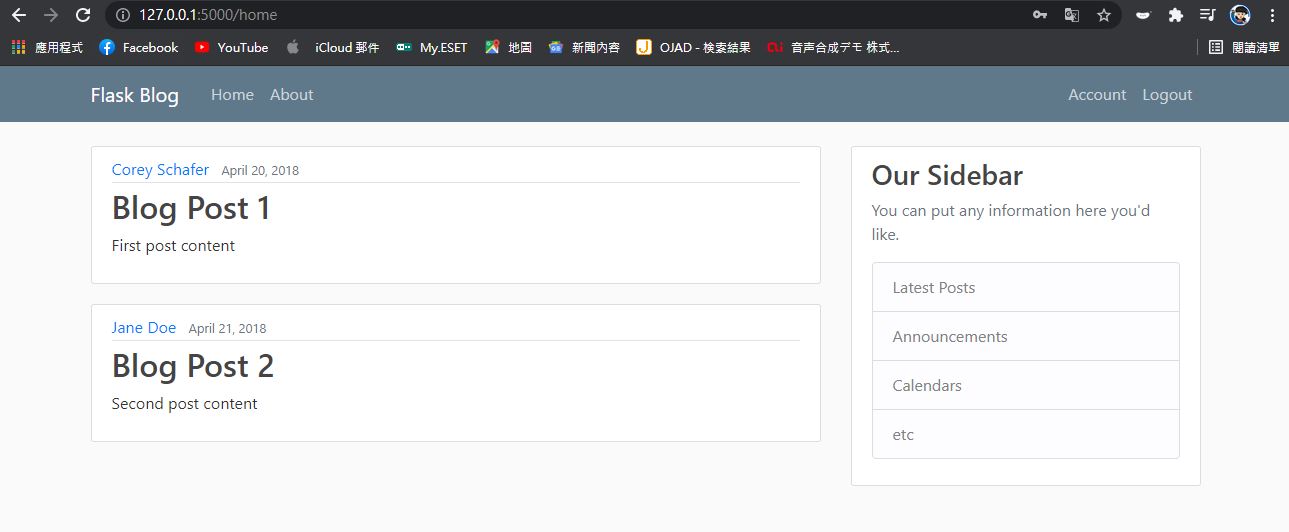 127.0.0.1:5000/home
應用程式 Facebook YouTube iCloud 郵件 My.ESET 地圖 新聞內容 OJAD - 検索結果 音声合成デモ 株式... 閱讀清單
Flask Blog Home About Account Logout
Corey Schafer April 20, 2018
Blog Post 1
First post content
Jane Doe April 21, 2018
Blog Post 2
Second post content
Our Sidebar
You can put any information here you'd
like.
Latest Posts
Announcements
Calendars
etc